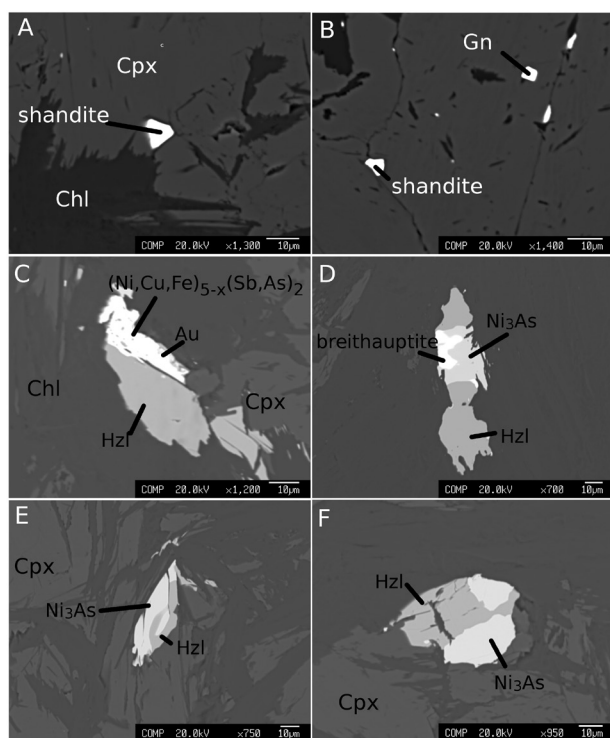 A
Cpx
shandite
Chl
COMP 20.0kV ×1,300 10µm
B
Gn
shandite
COMP 20.0kV ×1,400 10µm
C
(Ni,Cu,Fe)5-x(Sb,As)2
Au
Chl
Cpx
Hzl
COMP 20.0kV ×1,200 10µm
D
Ni3As
breithauptite
Hzl
COMP 20.0kV ×700 10µm
E
Cpx
Ni3As
Hzl
COMP 20.0kV ×750 10µm
F
Hzl
Ni3As
Cpx
COMP 20.0kV ×950 10µm